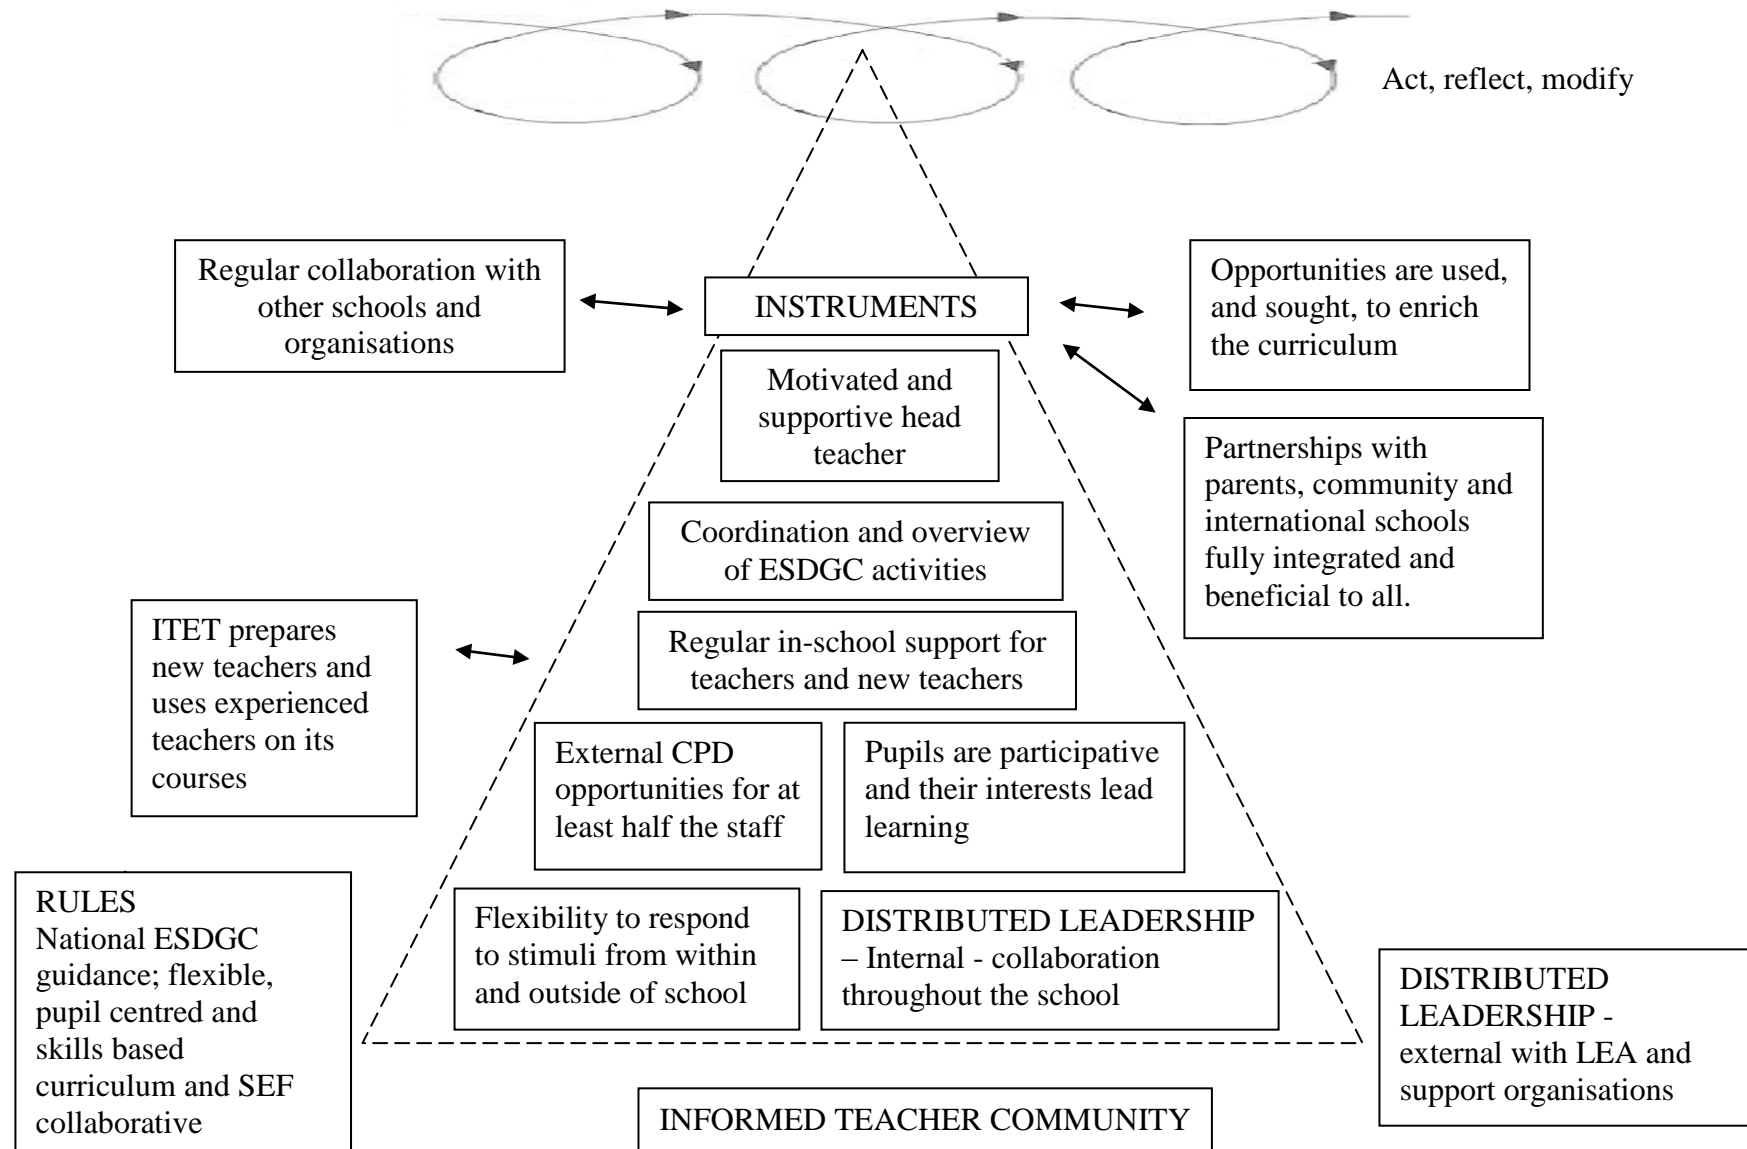 Act, reflect, modify
Regular collaboration with
other schools and
organisations
INSTRUMENTS
Opportunities are used,
and sought, to enrich
the curriculum
Motivated and
supportive head
teacher
Partnerships with
parents, community and
international schools
fully integrated and
beneficial to all.
Coordination and overview
of ESDGC activities
ITET prepares
new teachers and
uses experienced
teachers on its
courses
Regular in-school support for
teachers and new teachers
External CPD
opportunities for at
least half the staff
Pupils are participative
and their interests lead
learning
RULES
National ESDGC
guidance; flexible,
pupil centred and
skills based
curriculum and SEF
collaborative
Flexibility to respond
to stimuli from within
and outside of school
DISTRIBUTED LEADERSHIP
– Internal - collaboration
throughout the school
DISTRIBUTED
LEADERSHIP -
external with LEA and
support organisations
INFORMED TEACHER COMMUNITY